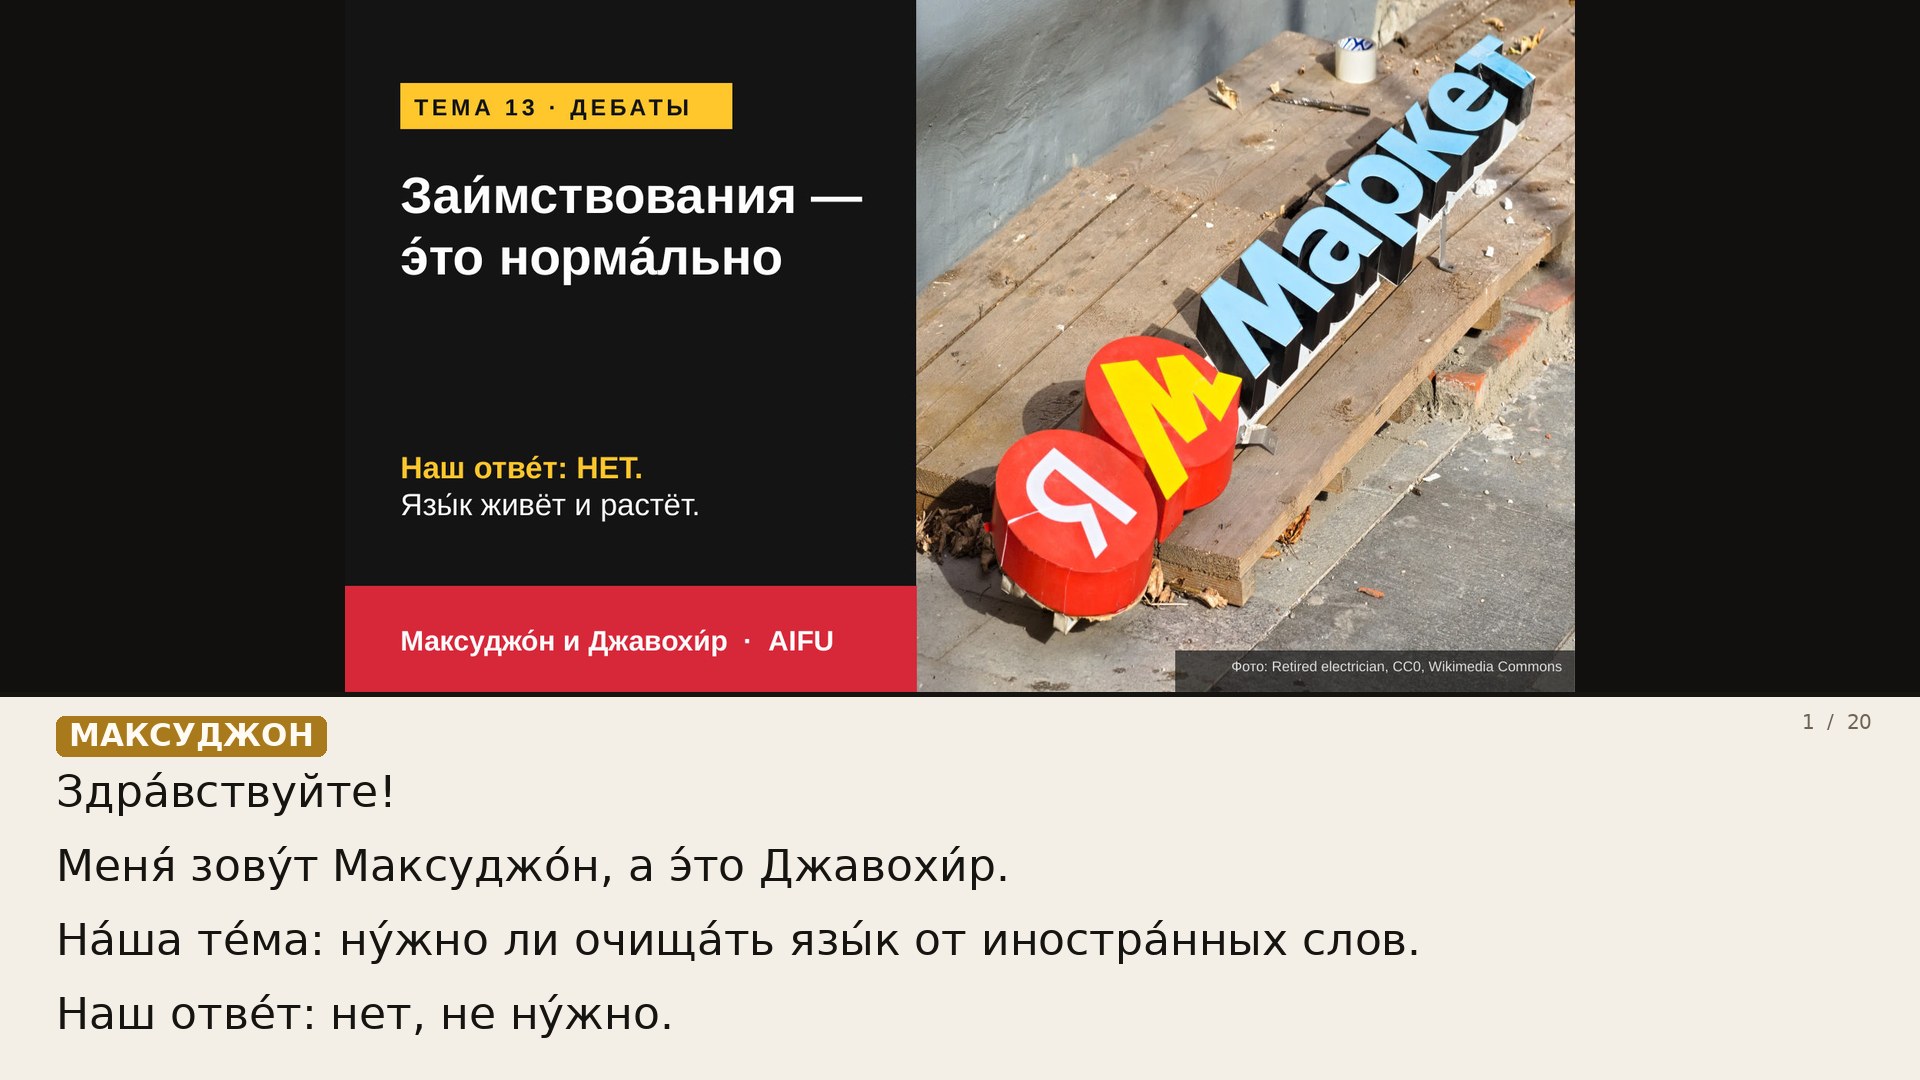 ТЕМА 13 · ДЕБАТЫ
Заи́мствования —
э́то норма́льно
Наш отве́т: НЕТ.
Язы́к живёт и растёт.
Максуджо́н и Джавохи́р · AIFU
Маркет
М
Я
Фото: Retired electrician, CC0, Wikimedia Commons
МАКСУДЖОН
1 / 20
Здра́вствуйте!
Меня́ зову́т Максуджо́н, а э́то Джавохи́р.
На́ша те́ма: ну́жно ли очища́ть язы́к от иностра́нных слов.
Наш отве́т: нет, не ну́жно.